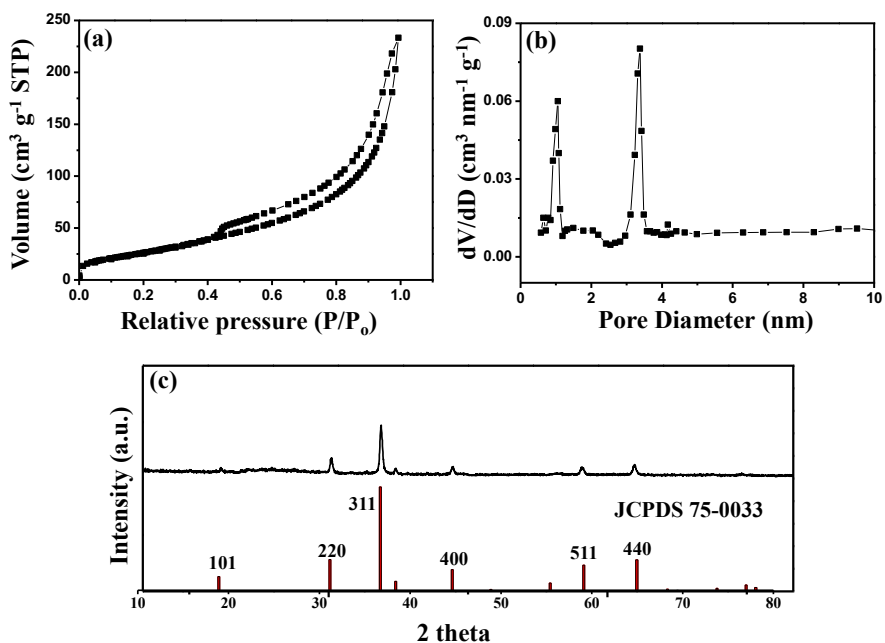 (a)
Volume (cm³ g⁻¹ STP)
250
200
150
100
50
0
0.0 0.2 0.4 0.6 0.8 1.0
Relative pressure (P/Pₒ)
(b)
dV/dD (cm³ nm⁻¹ g⁻¹)
0.09
0.06
0.03
0.00
0 2 4 6 8 10
Pore Diameter (nm)
(c)
Intensity (a.u.)
JCPDS 75-0033
101 220 311 400 511 440
10 20 30 40 50 60 70 80
2 theta